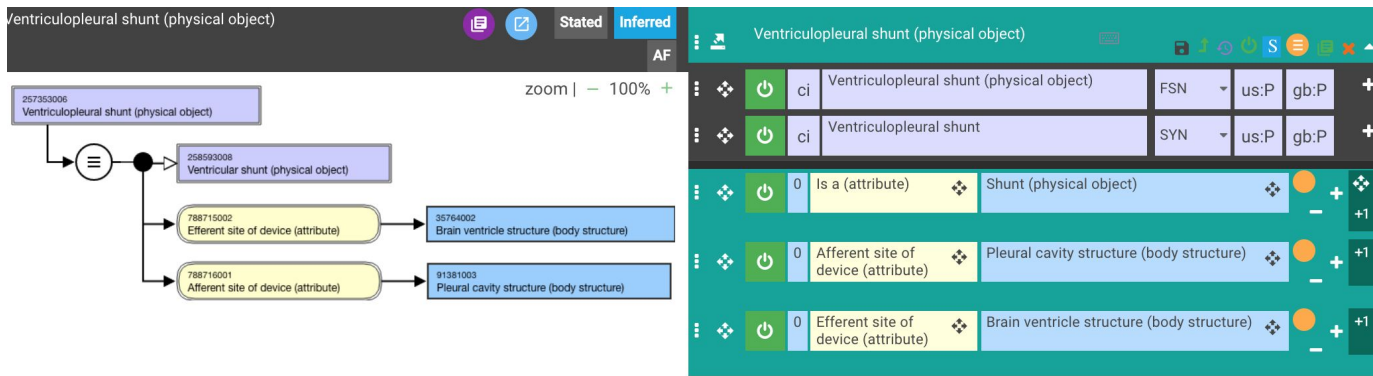 Ventriculopleural shunt (physical object)
Stated Inferred
AF
zoom | − 100% +
257353006
Ventriculopleural shunt (physical object)
258593008
Ventricular shunt (physical object)
788715002
Efferent site of device (attribute)
35764002
Brain ventricle structure (body structure)
788716001
Afferent site of device (attribute)
91381003
Pleural cavity structure (body structure)
Ventriculopleural shunt (physical object)
S
ci Ventriculopleural shunt (physical object) FSN us:P gb:P +
ci Ventriculopleural shunt SYN us:P gb:P +
0 Is a (attribute) Shunt (physical object) + − +1
0 Afferent site of
device (attribute) Pleural cavity structure (body structure) + − +1
0 Efferent site of
device (attribute) Brain ventricle structure (body structure) + − +1